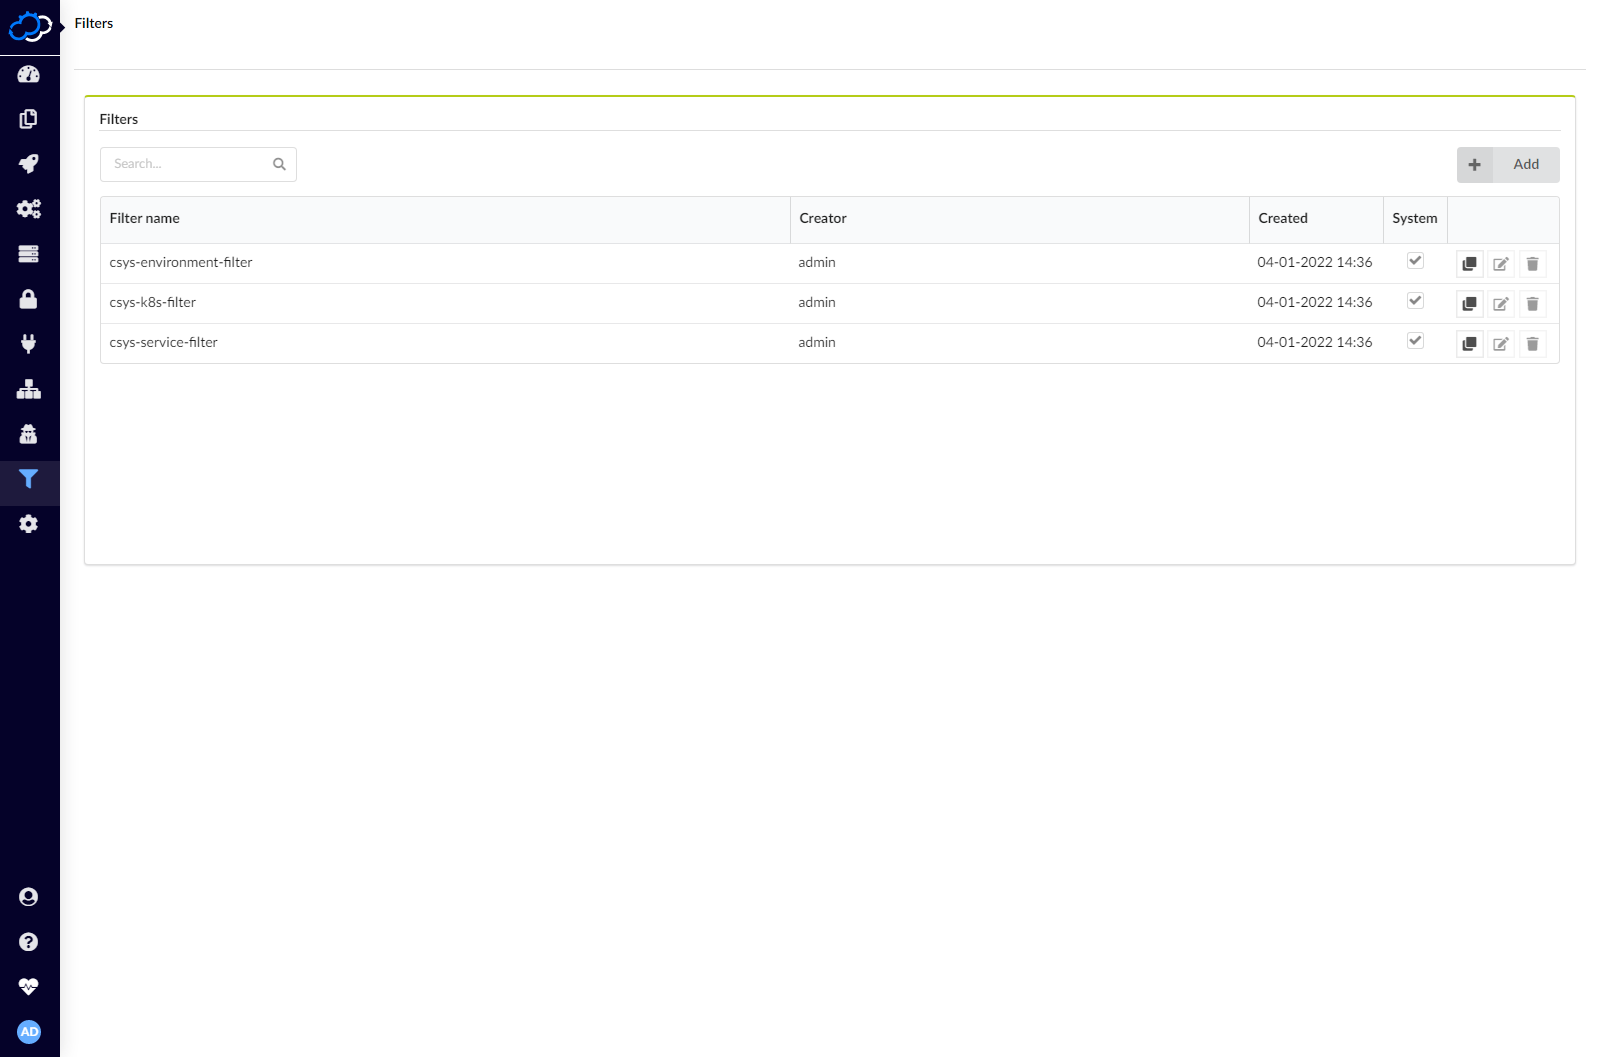 Filters
Filters
Search...
Add
Filter name Creator Created System
csys-environment-filter admin 04-01-2022 14:36
csys-k8s-filter admin 04-01-2022 14:36
csys-service-filter admin 04-01-2022 14:36
AD